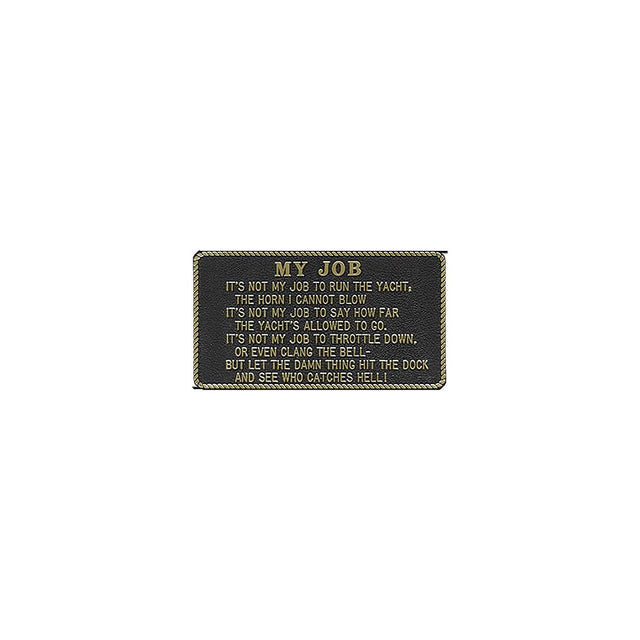 MY JOB
IT'S NOT MY JOB TO RUN THE YACHT;
THE HORN I CANNOT BLOW
IT'S NOT MY JOB TO SAY HOW FAR
THE YACHT'S ALLOWED TO GO.
IT'S NOT MY JOB TO THROTTLE DOWN,
OR EVEN CLANG THE BELL-
BUT LET THE DAMN THING HIT THE DOCK
AND SEE WHO CATCHES HELL!